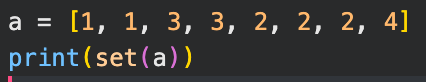 a = [1, 1, 3, 3, 2, 2, 2, 4]
print(set(a))